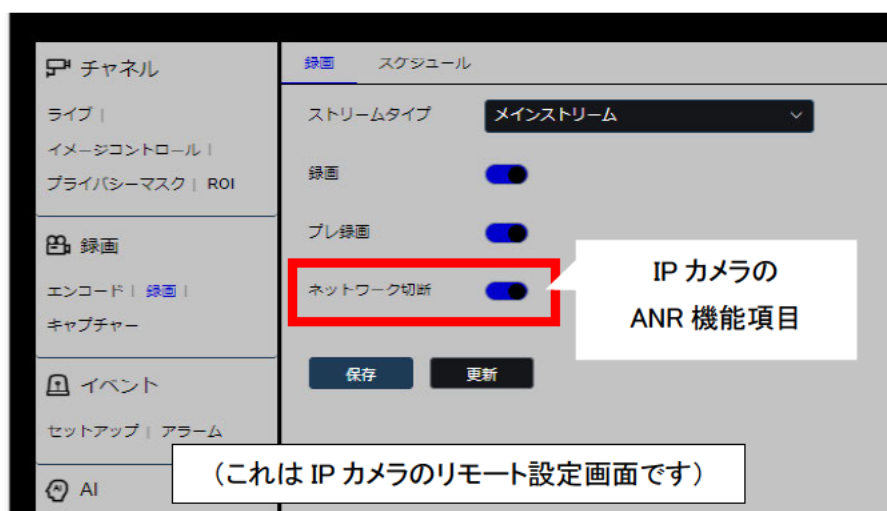 チャネル
ライブ |
イメージコントロール |
プライバシーマスク | ROI
録画
エンコード | 録画 |
キャプチャー
イベント
セットアップ | アラーム
AI
録画 スケジュール
ストリームタイプ メインストリーム
録画
プレ録画
ネットワーク切断
IP カメラの
ANR 機能項目
保存 更新
（これは IP カメラのリモート設定画面です）